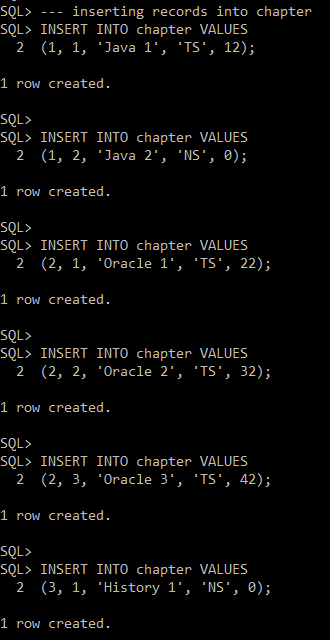 SQL> --- inserting records into chapter
SQL> INSERT INTO chapter VALUES
  2  (1, 1, 'Java 1', 'TS', 12);
1 row created.
SQL>
SQL> INSERT INTO chapter VALUES
  2  (1, 2, 'Java 2', 'NS', 0);
1 row created.
SQL>
SQL> INSERT INTO chapter VALUES
  2  (2, 1, 'Oracle 1', 'TS', 22);
1 row created.
SQL>
SQL> INSERT INTO chapter VALUES
  2  (2, 2, 'Oracle 2', 'TS', 32);
1 row created.
SQL>
SQL> INSERT INTO chapter VALUES
  2  (2, 3, 'Oracle 3', 'TS', 42);
1 row created.
SQL>
SQL> INSERT INTO chapter VALUES
  2  (3, 1, 'History 1', 'NS', 0);
1 row created.